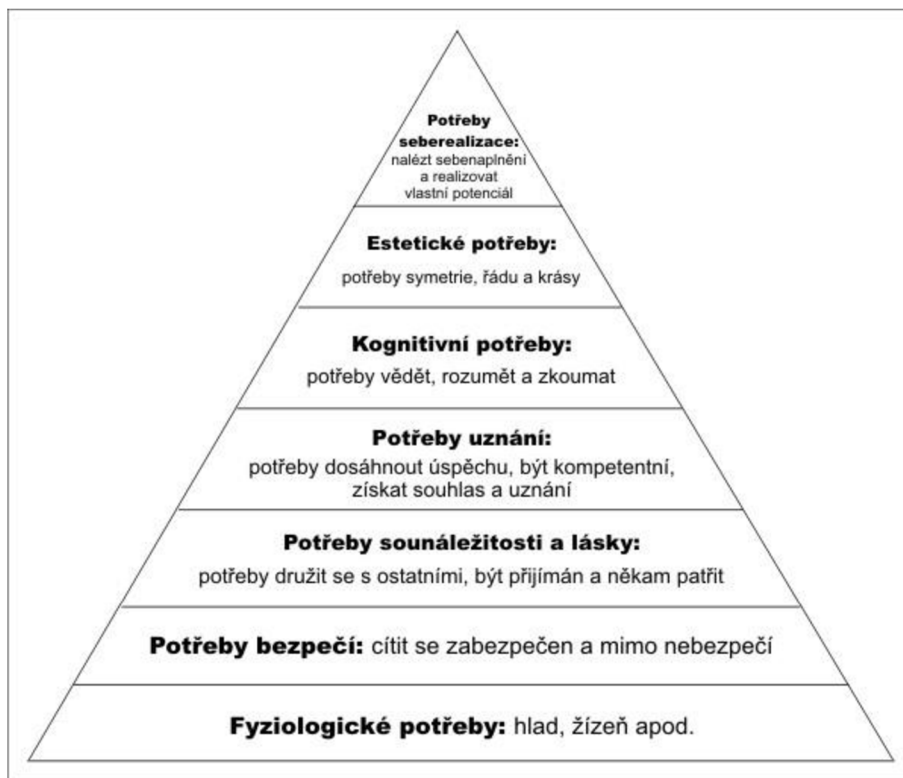 Potřeby
seberealizace:
nalézt sebenaplnění
a realizovat
vlastní potenciál
Estetické potřeby:
potřeby symetrie, řádu a krásy
Kognitivní potřeby:
potřeby vědět, rozumět a zkoumat
Potřeby uznání:
potřeby dosáhnout úspěchu, být kompetentní,
získat souhlas a uznání
Potřeby sounáležitosti a lásky:
potřeby družit se s ostatními, být přijímán a někam patřit
Potřeby bezpečí: cítit se zabezpečen a mimo nebezpečí
Fyziologické potřeby: hlad, žízeň apod.